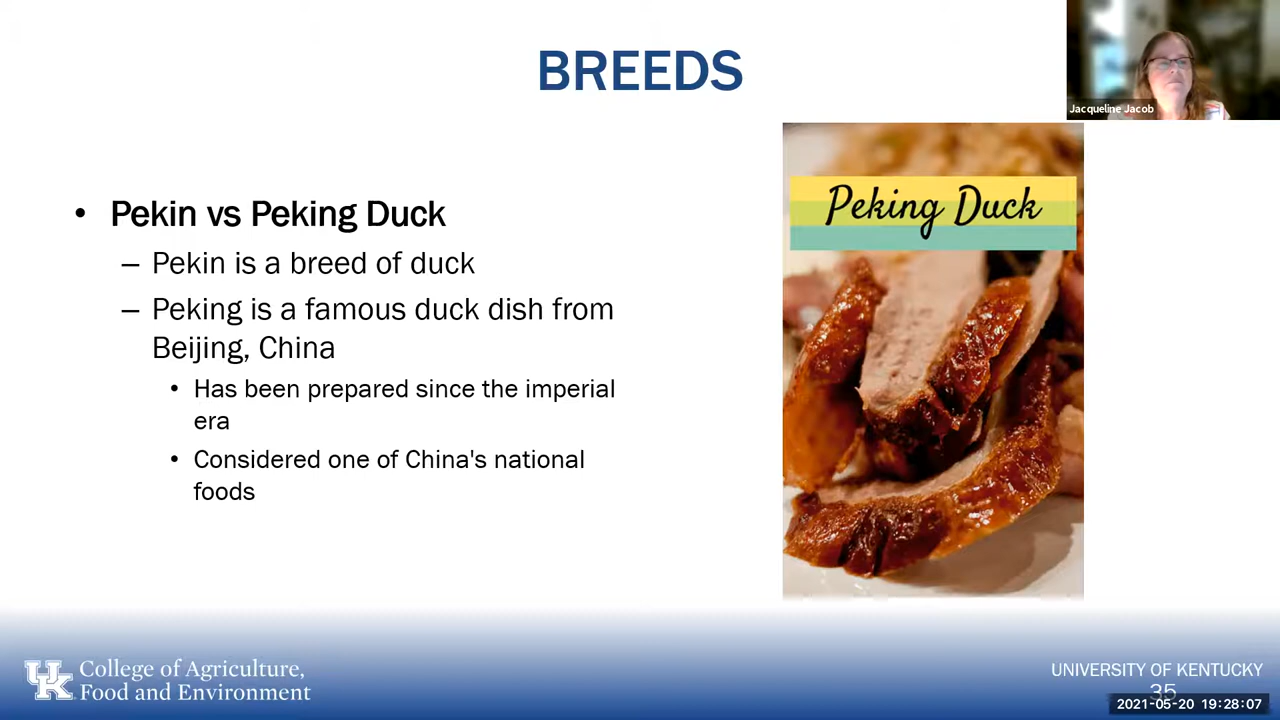 BREEDS
Jacqueline Jacob
• Pekin vs Peking Duck
– Pekin is a breed of duck
– Peking is a famous duck dish from
Beijing, China
• Has been prepared since the imperial
era
• Considered one of China's national
foods
Peking Duck
UK College of Agriculture,
Food and Environment
UNIVERSITY OF KENTUCKY
35
2021-05-20 19:28:07